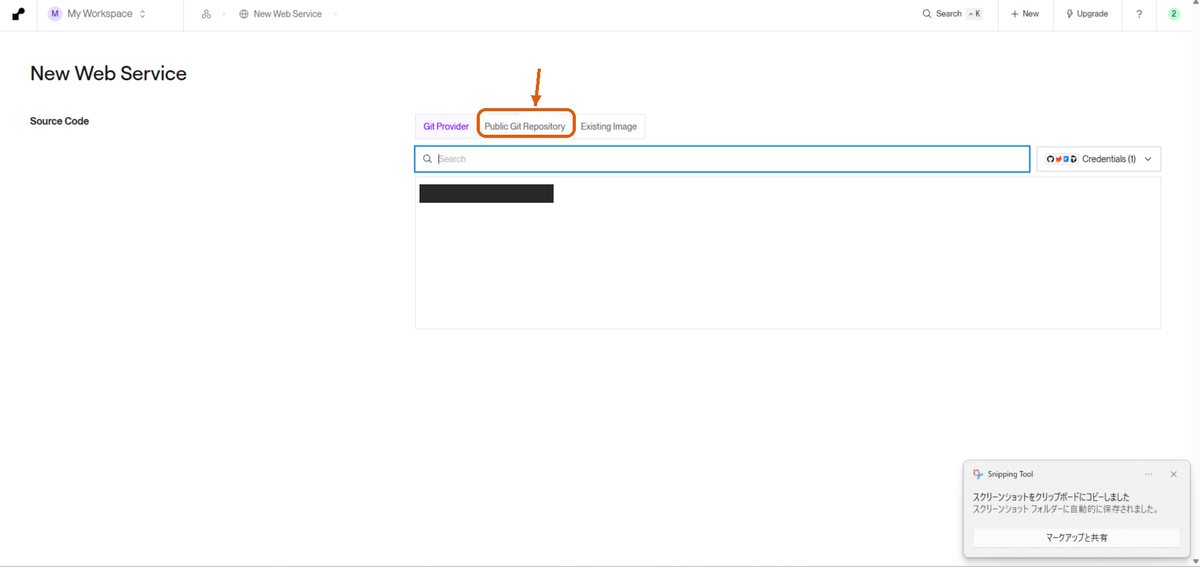 M My Workspace New Web Service Search ^ K + New Upgrade ? 2
New Web Service
Source Code
Git Provider Public Git Repository Existing Image
Search Credentials (1)
Snipping Tool
スクリーンショットをクリップボードにコピーしました
スクリーンショット フォルダーに自動的に保存されました。
マークアップと共有